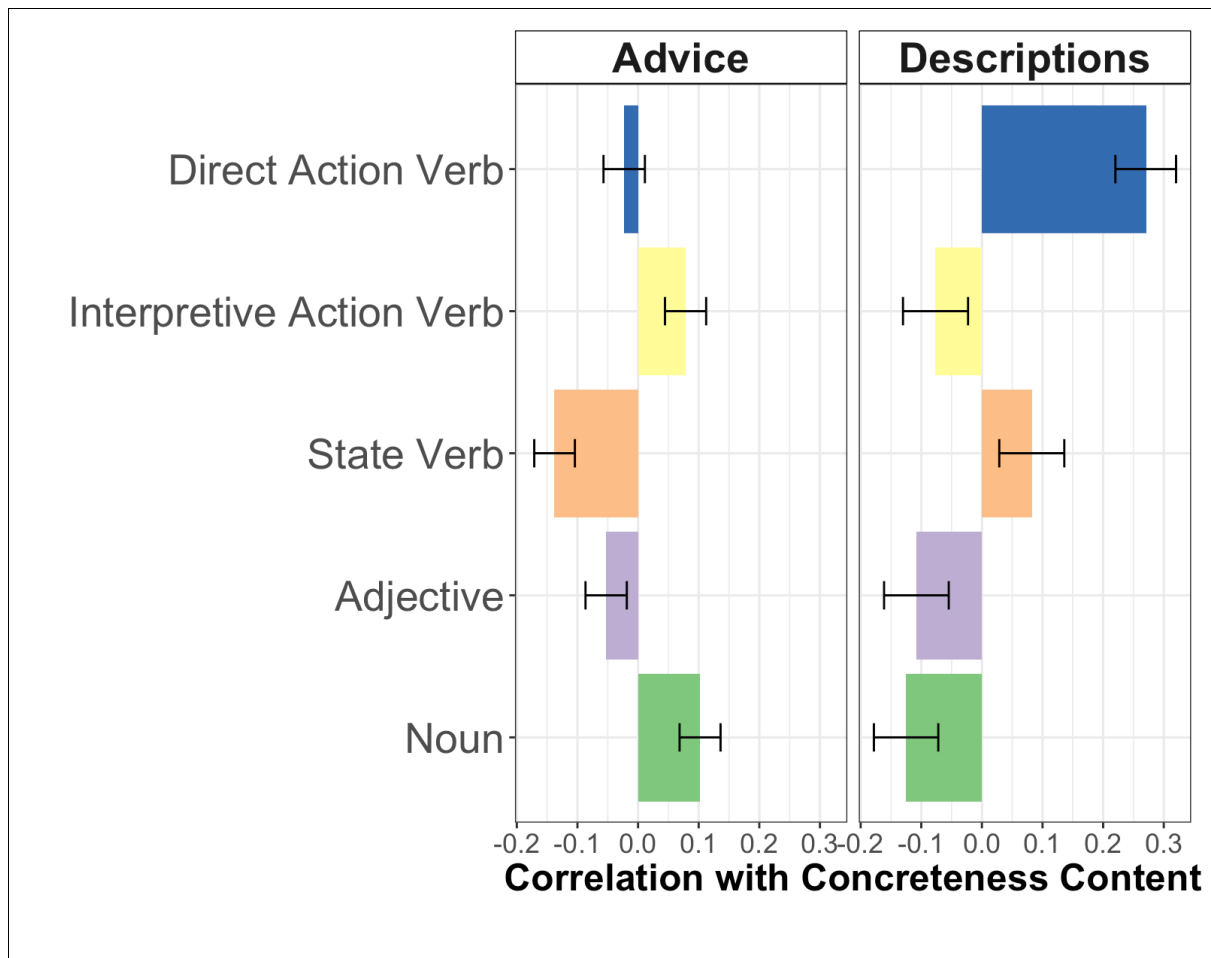 Advice Descriptions
Direct Action Verb
Interpretive Action Verb
State Verb
Adjective
Noun
-0.2 -0.1 0.0 0.1 0.2 0.3 -0.2 -0.1 0.0 0.1 0.2 0.3
Correlation with Concreteness Content